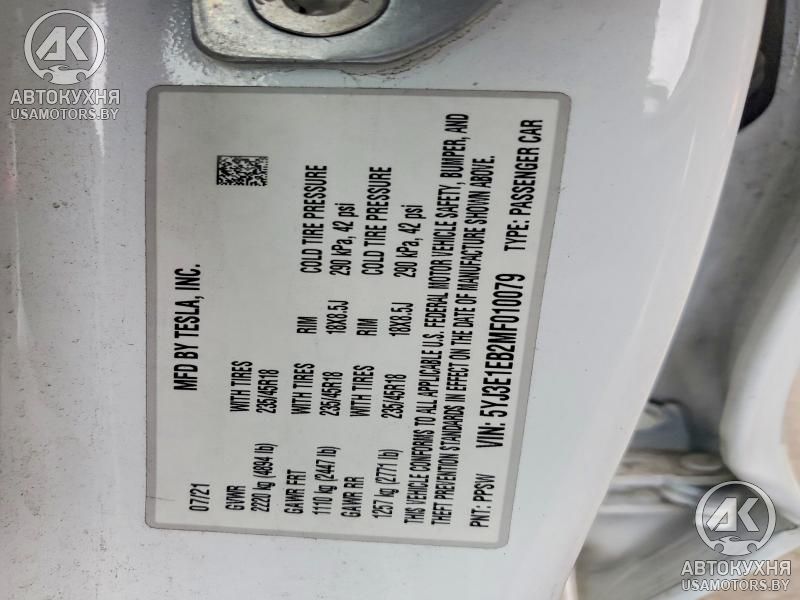 AK
АВТОКУХНЯ
USAMOTORS.BY
MFD BY TESLA, INC.
07/21
GVWR WITH TIRES RIM COLD TIRE PRESSURE
2220 kg (4894 lb) 235/45R18 18X8.5J 290 kPa, 42 psi
GAWR FRT WITH TIRES RIM COLD TIRE PRESSURE
1110 kg (2447 lb) 235/45R18 18X8.5J 290 kPa, 42 psi
GAWR RR
1257 kg (2771 lb) 235/45R18
THIS VEHICLE CONFORMS TO ALL APPLICABLE U.S. FEDERAL MOTOR VEHICLE SAFETY, BUMPER, AND
THEFT PREVENTION STANDARDS IN EFFECT ON THE DATE OF MANUFACTURE SHOWN ABOVE.
PNT: PPSW VIN: 5YJ3E1EB2MF010079 TYPE: PASSENGER CAR
AK
АВТОКУХНЯ
USAMOTORS.BY